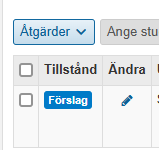 Åtgärder Ange stu
Tillstånd Ändra
Förslag